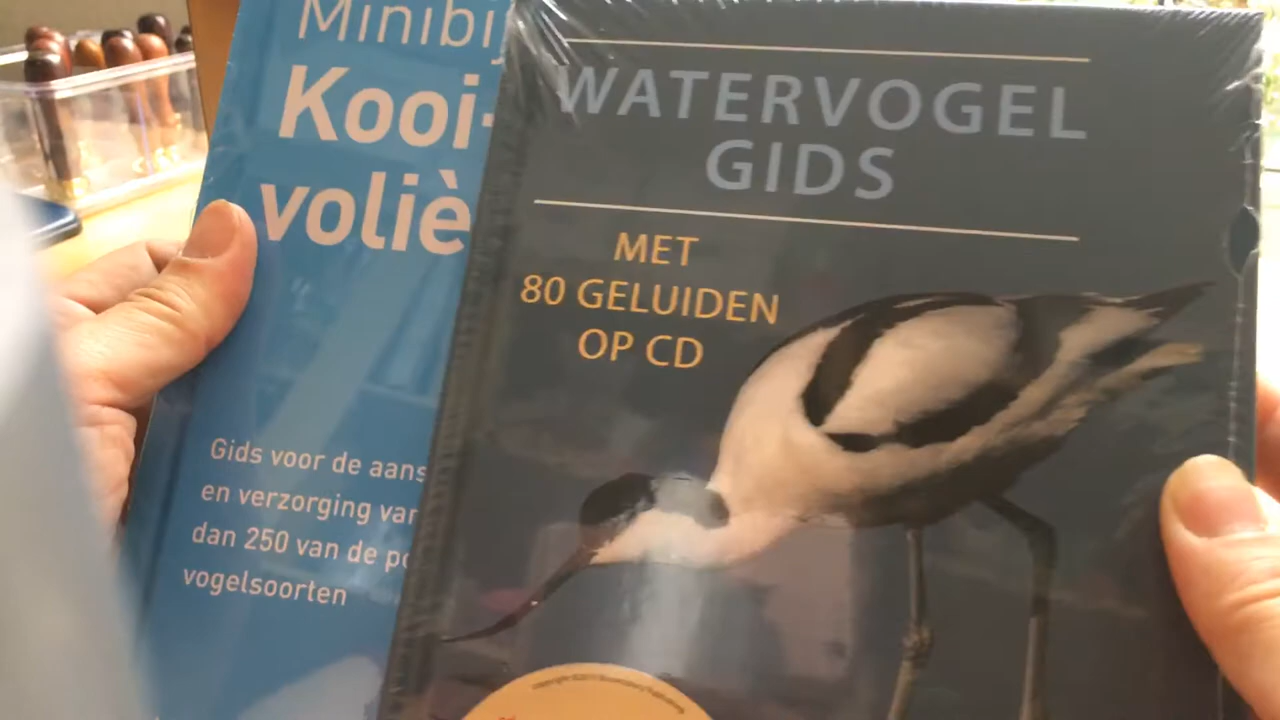 Minibij
Kooi-
voliè
Gids voor de aans
en verzorging van
dan 250 van de po
vogelsoorten
WATERVOGEL
GIDS
MET
80 GELUIDEN
OP CD